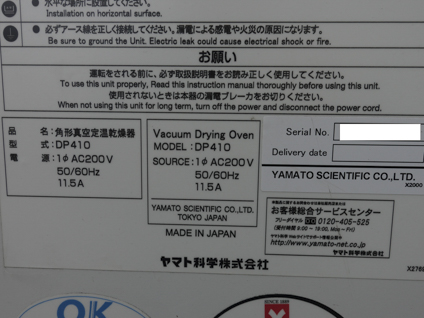 水平な場所に設置してください。
Installation on horizontal surface.
必ずアース線を正しく接続してください。漏電による感電や火災の原因になります。
Be sure to ground the Unit. Electric leak could cause electrical shock or fire.
お願い
運転をされる前に、必ず取扱説明書をお読み正しく使用してください。
To use this unit properly, Read this instruction manual thoroughly before using this unit.
使用されないときは本器の漏電ブレーカをお切りください。
When not using this unit for long term, turn off the power and disconnect the power cord.
品 名:角形真空定温乾燥器
型 式:DP410
電 源:1φAC200V
50/60Hz
11.5A
Vacuum Drying Oven
MODEL: DP410
SOURCE: 1φAC200V
50/60Hz
11.5A
YAMATO SCIENTIFIC CO.,LTD.
TOKYO JAPAN
MADE IN JAPAN
Serial No.
Delivery date
YAMATO SCIENTIFIC CO.,LTD.
X2000
お客様総合サービスセンター
フリーダイヤル 0120-405-525
http://www.yamato-net.co.jp
ヤマト科学株式会社
ヤマト科学株式会社
OK